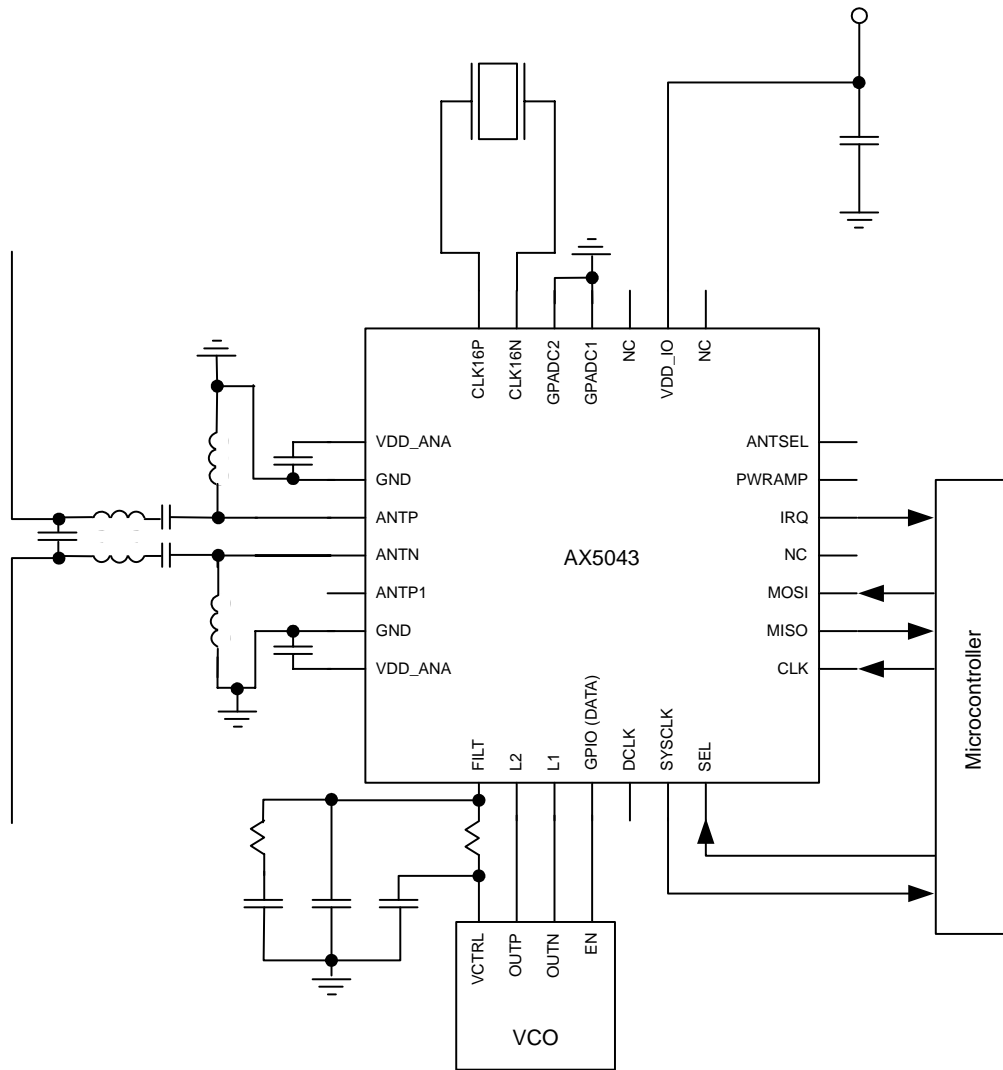 CLK16P
CLK16N
GPADC2
GPADC1
NC
VDD_IO
NC
VDD_ANA
GND
ANTP
ANTN
ANTP1
GND
VDD_ANA
AX5043
ANTSEL
PWRAMP
IRQ
NC
MOSI
MISO
CLK
Microcontroller
FILT
L2
L1
GPIO (DATA)
DCLK
SYSCLK
SEL
VCTRL
OUTP
OUTN
EN
VCO